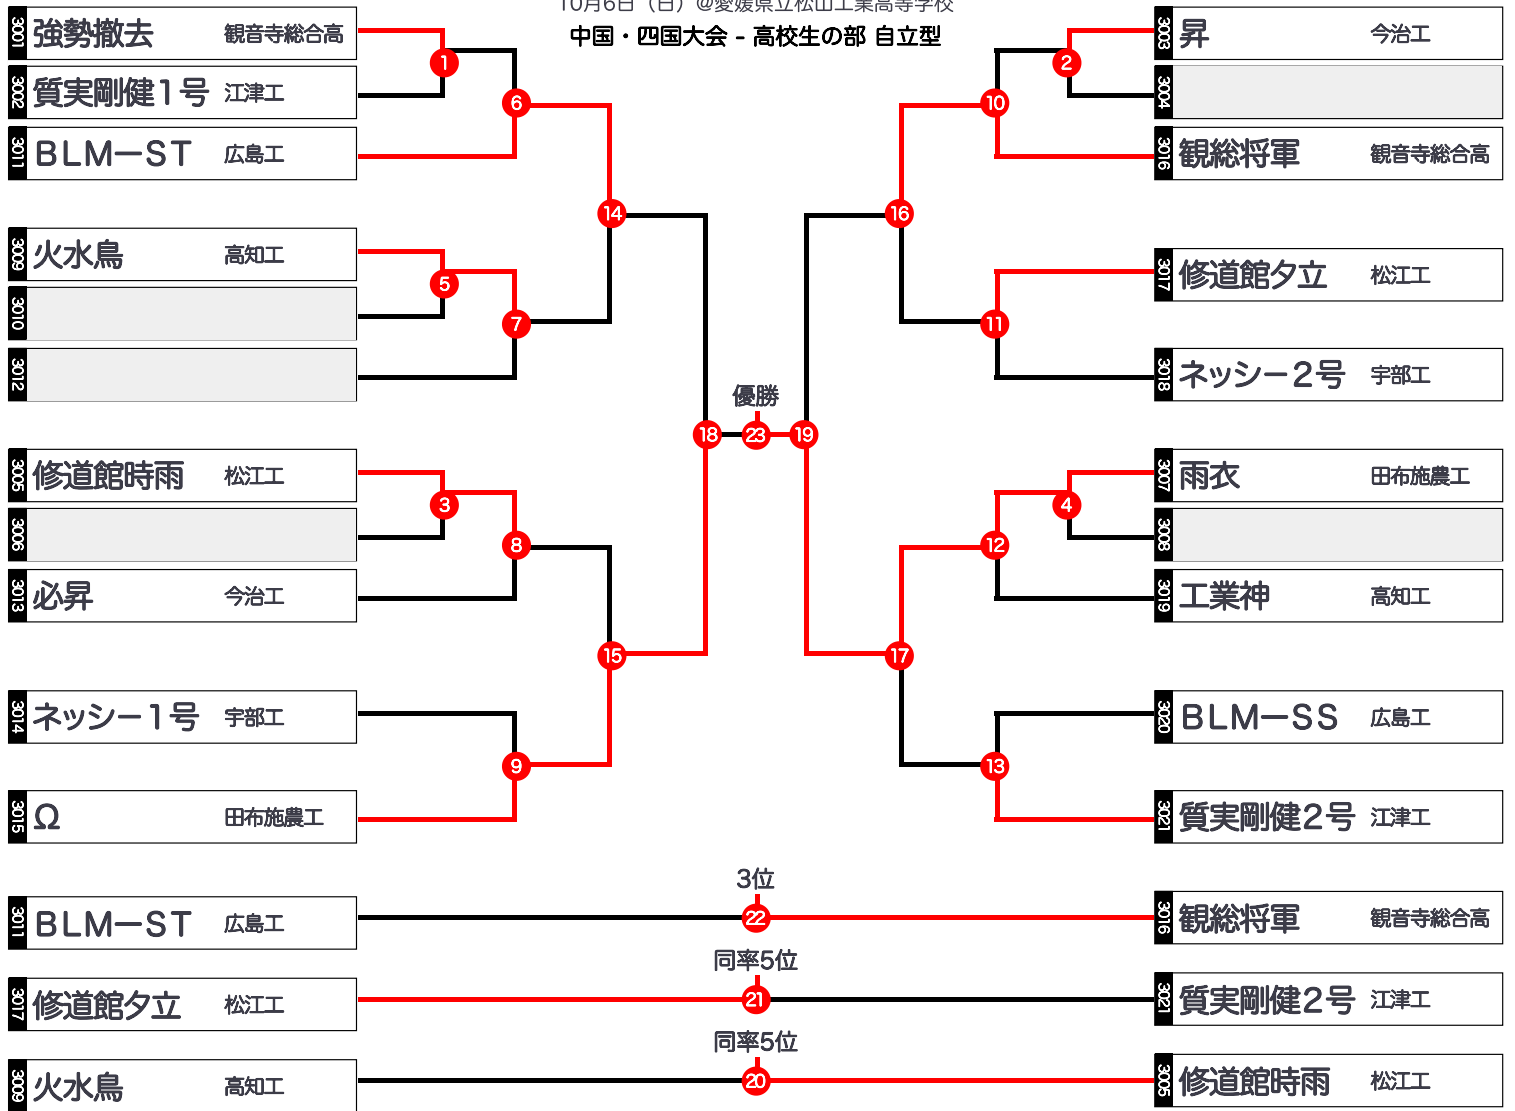 10月6日（日）@愛媛県立松山工業高等学校
中国・四国大会 - 高校生の部 自立型
3001 強勢撤去 観音寺総合高
3002 質実剛健１号 江津工
3011 ＢＬＭーＳＴ 広島工
3009 火水鳥 高知工
3010
3012
3005 修道館時雨 松江工
3006
3013 必昇 今治工
3014 ネッシー１号 宇部工
3015 Ω 田布施農工
1
6
14
5
7
3
8
15
9
優勝
18 23 19
2
10
16
11
4
12
17
13
3003 昇 今治工
3004
3016 観総将軍 観音寺総合高
3017 修道館夕立 松江工
3018 ネッシー２号 宇部工
3007 雨衣 田布施農工
3008
3019 工業神 高知工
3020 ＢＬＭーＳＳ 広島工
3021 質実剛健２号 江津工
3位
3011 ＢＬＭーＳＴ 広島工 22 3016 観総将軍 観音寺総合高
同率5位
3017 修道館夕立 松江工 21 3021 質実剛健２号 江津工
同率5位
3009 火水鳥 高知工 20 3005 修道館時雨 松江工